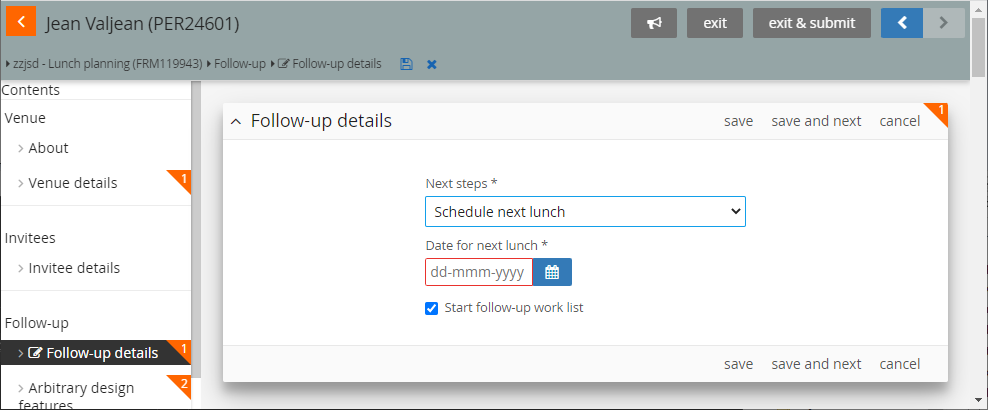 Jean Valjean (PER24601)
exit
exit & submit
zzjsd - Lunch planning (FRM119943) Follow-up Follow-up details
Contents
Venue
About
Venue details
1
Invitees
Invitee details
Follow-up
Follow-up details
1
Arbitrary design
features
2
Follow-up details
save save and next cancel
1
Next steps *
Schedule next lunch
Date for next lunch *
dd-mmm-yyyy
Start follow-up work list
save save and next cancel